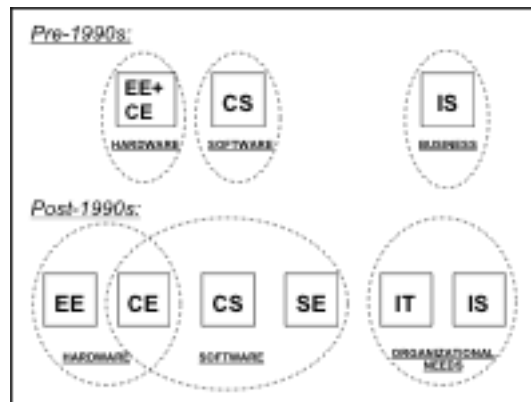 Pre-1990s:
EE+
CE
CS
IS
HARDWARE
SOFTWARE
BUSINESS
Post-1990s:
EE
CE
CS
SE
IT
IS
HARDWARE
SOFTWARE
ORGANIZATIONAL
NEEDS